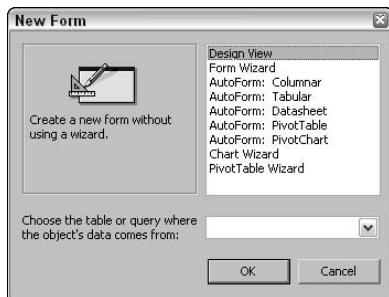 New Form
Create a new form without
using a wizard.
Design View
Form Wizard
AutoForm: Columnar
AutoForm: Tabular
AutoForm: Datasheet
AutoForm: PivotTable
AutoForm: PivotChart
Chart Wizard
PivotTable Wizard
Choose the table or query where
the object's data comes from:
OK
Cancel